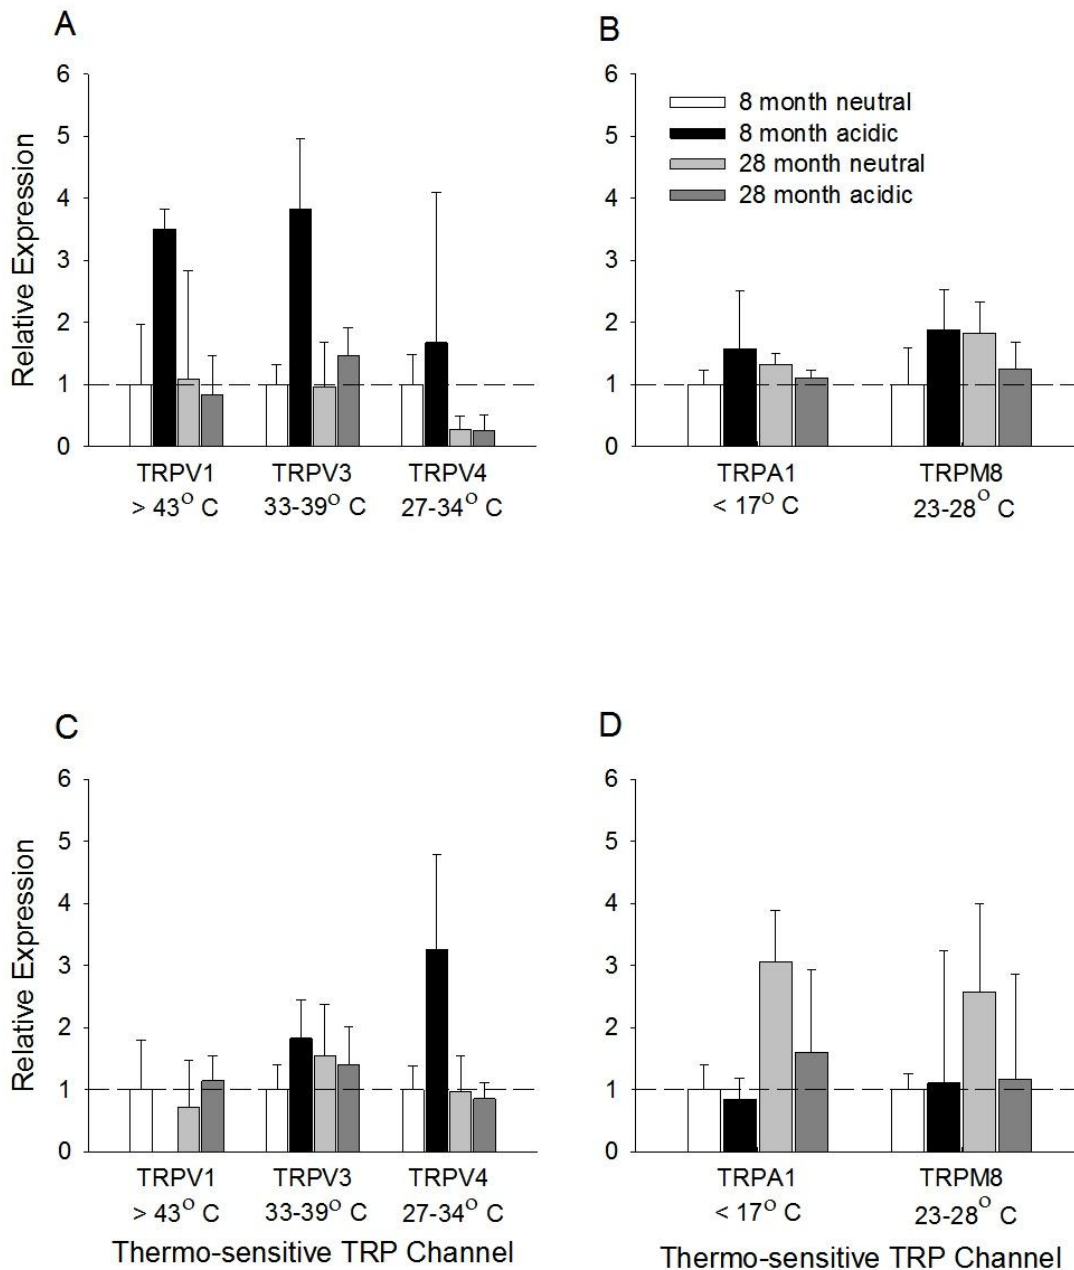 A
6
5
4
3
2
1
0
Relative Expression
TRPV1 TRPV3 TRPV4
> 43° C 33-39° C 27-34° C
B
6
5
4
3
2
1
0
8 month neutral
8 month acidic
28 month neutral
28 month acidic
TRPA1 TRPM8
< 17° C 23-28° C
C
6
5
4
3
2
1
0
Relative Expression
TRPV1 TRPV3 TRPV4
> 43° C 33-39° C 27-34° C
Thermo-sensitive TRP Channel
D
6
5
4
3
2
1
0
TRPA1 TRPM8
< 17° C 23-28° C
Thermo-sensitive TRP Channel